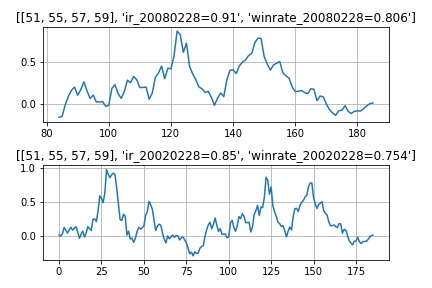 [[51, 55, 57, 59], 'ir_20080228=0.91', 'winrate_20080228=0.806']
0.5
0.0
80 100 120 140 160 180
[[51, 55, 57, 59], 'ir_20020228=0.85', 'winrate_20020228=0.754']
1.0
0.5
0.0
0 25 50 75 100 125 150 175